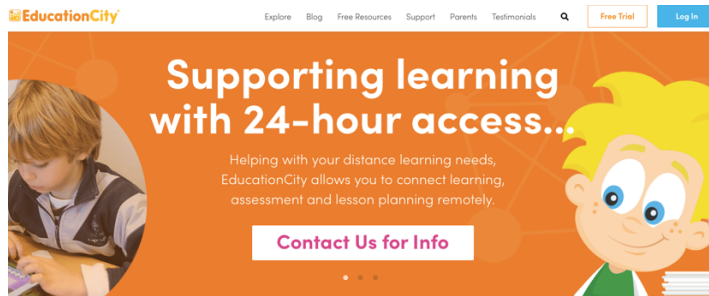 EducationCity
Explore Blog Free Resources Support Parents Testimonials Free Trial Log In
Supporting learning
with 24-hour access...
Helping with your distance learning needs,
EducationCity allows you to connect learning,
assessment and lesson planning remotely.
Contact Us for Info